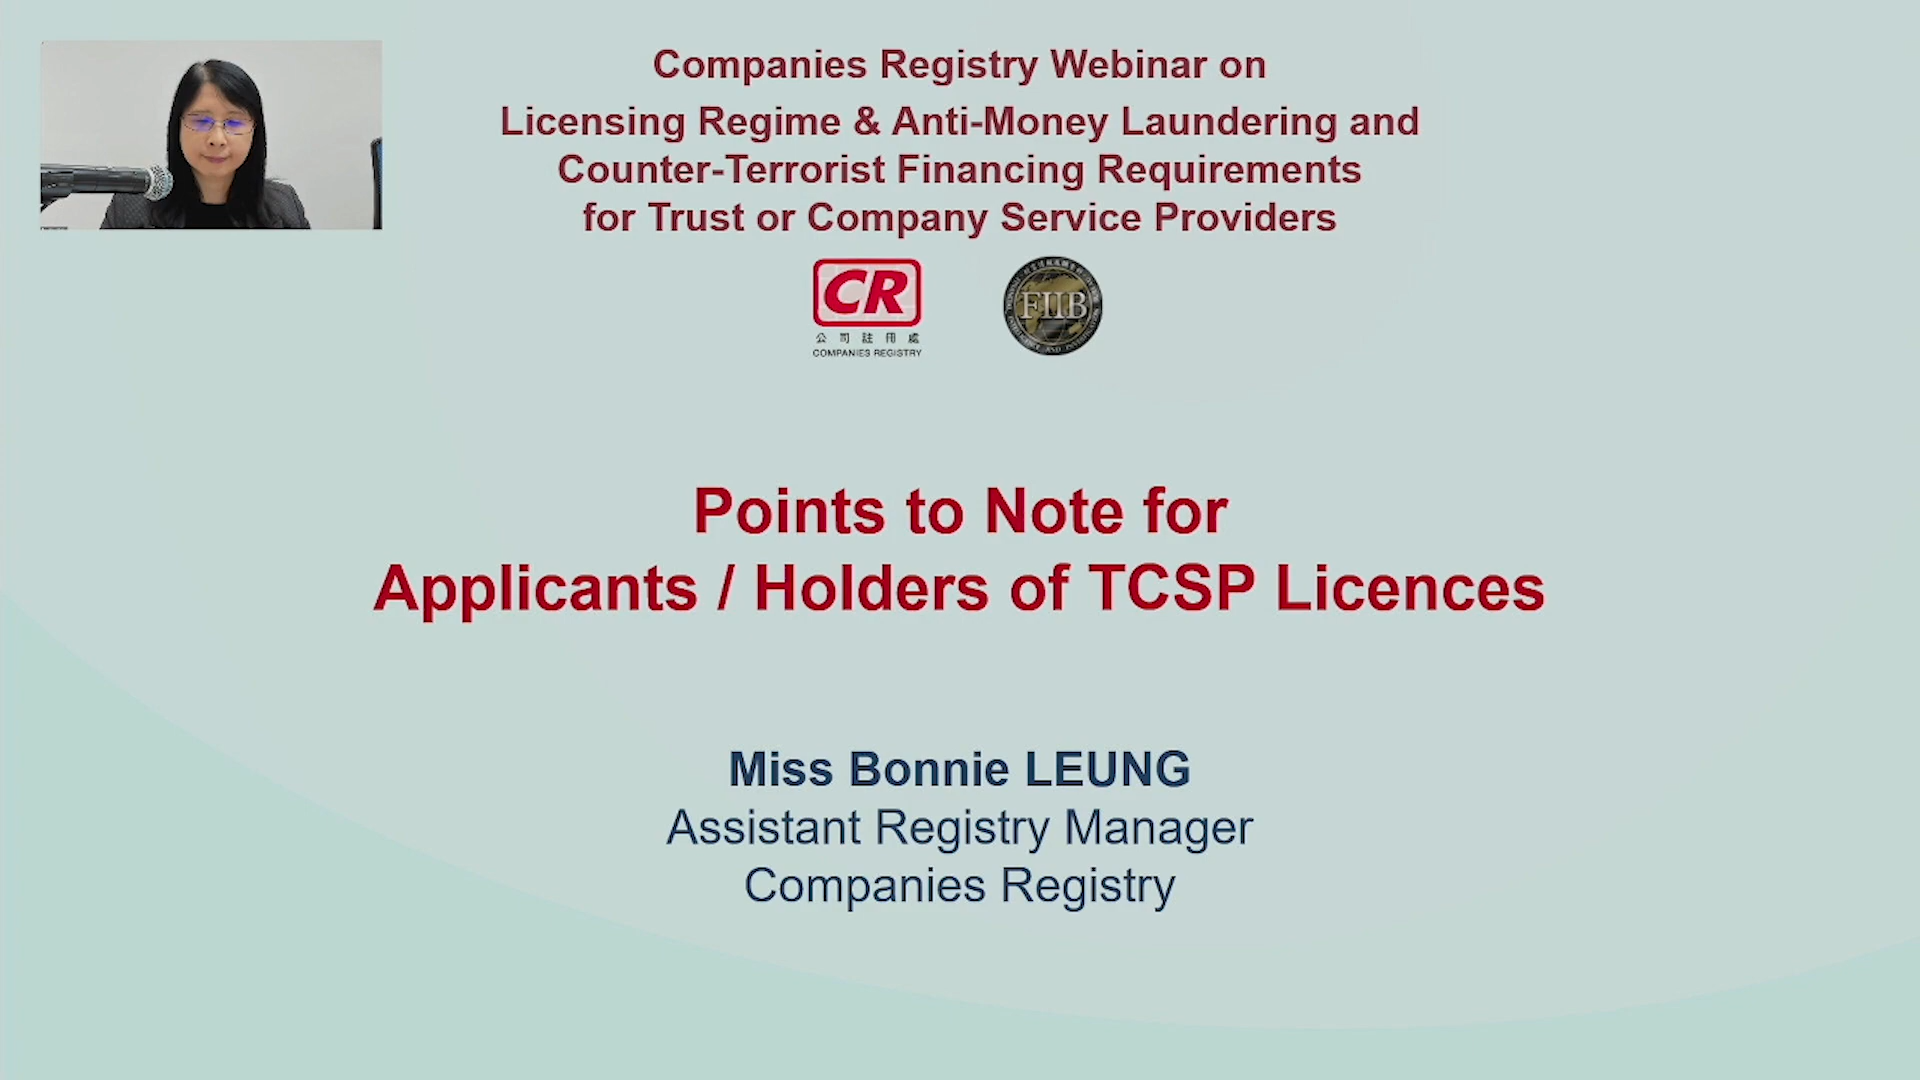 Companies Registry Webinar on
Licensing Regime & Anti-Money Laundering and
Counter-Terrorist Financing Requirements
for Trust or Company Service Providers
CR
公司註冊處
COMPANIES REGISTRY
FIIB
Points to Note for
Applicants / Holders of TCSP Licences
Miss Bonnie LEUNG
Assistant Registry Manager
Companies Registry